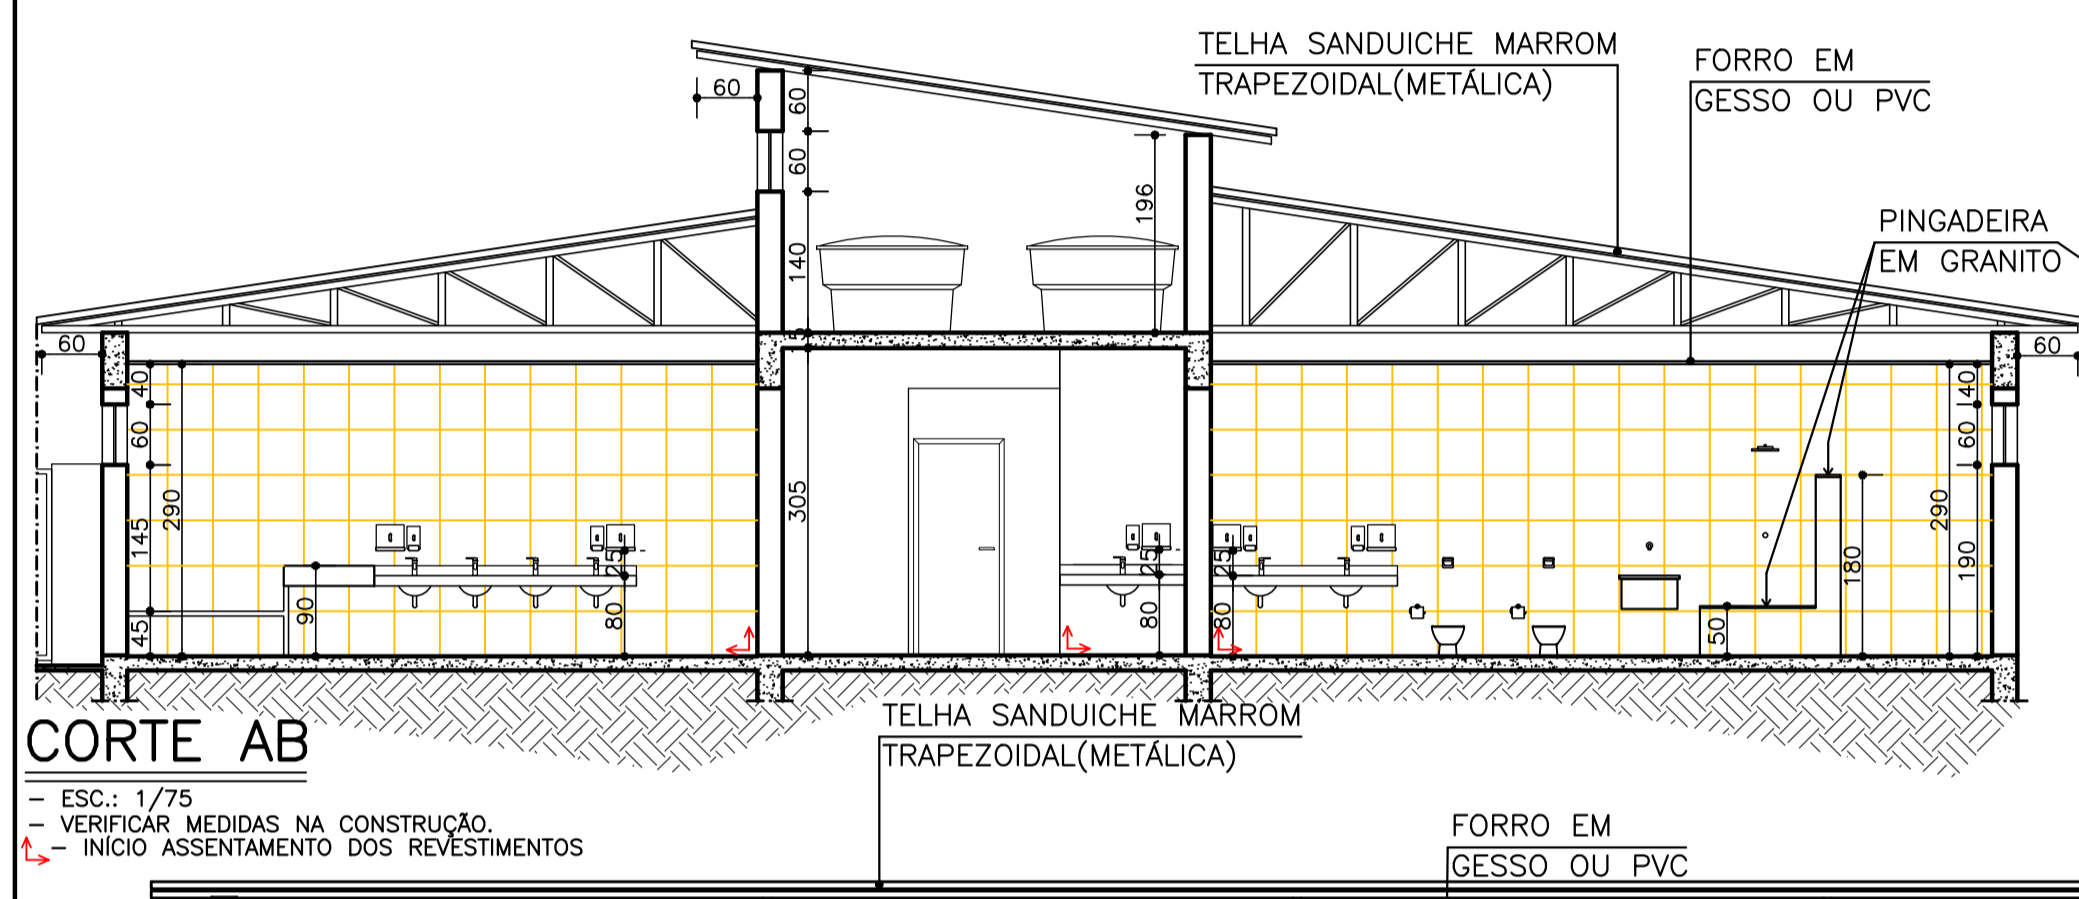 TELHA SANDUICHE MARROM
TRAPEZOIDAL(METÁLICA)
FORRO EM
GESSO OU PVC
PINGADEIRA
EM GRANITO
60
60
60
140
196
60
60
40
60
145
45
290
90
25
80
305
25
80
25
80
50
180
290
40
60
190
TELHA SANDUICHE MARROM
TRAPEZOIDAL(METÁLICA)
CORTE AB
– ESC.: 1/75
– VERIFICAR MEDIDAS NA CONSTRUÇÃO.
– INÍCIO ASSENTAMENTO DOS REVESTIMENTOS
FORRO EM
GESSO OU PVC